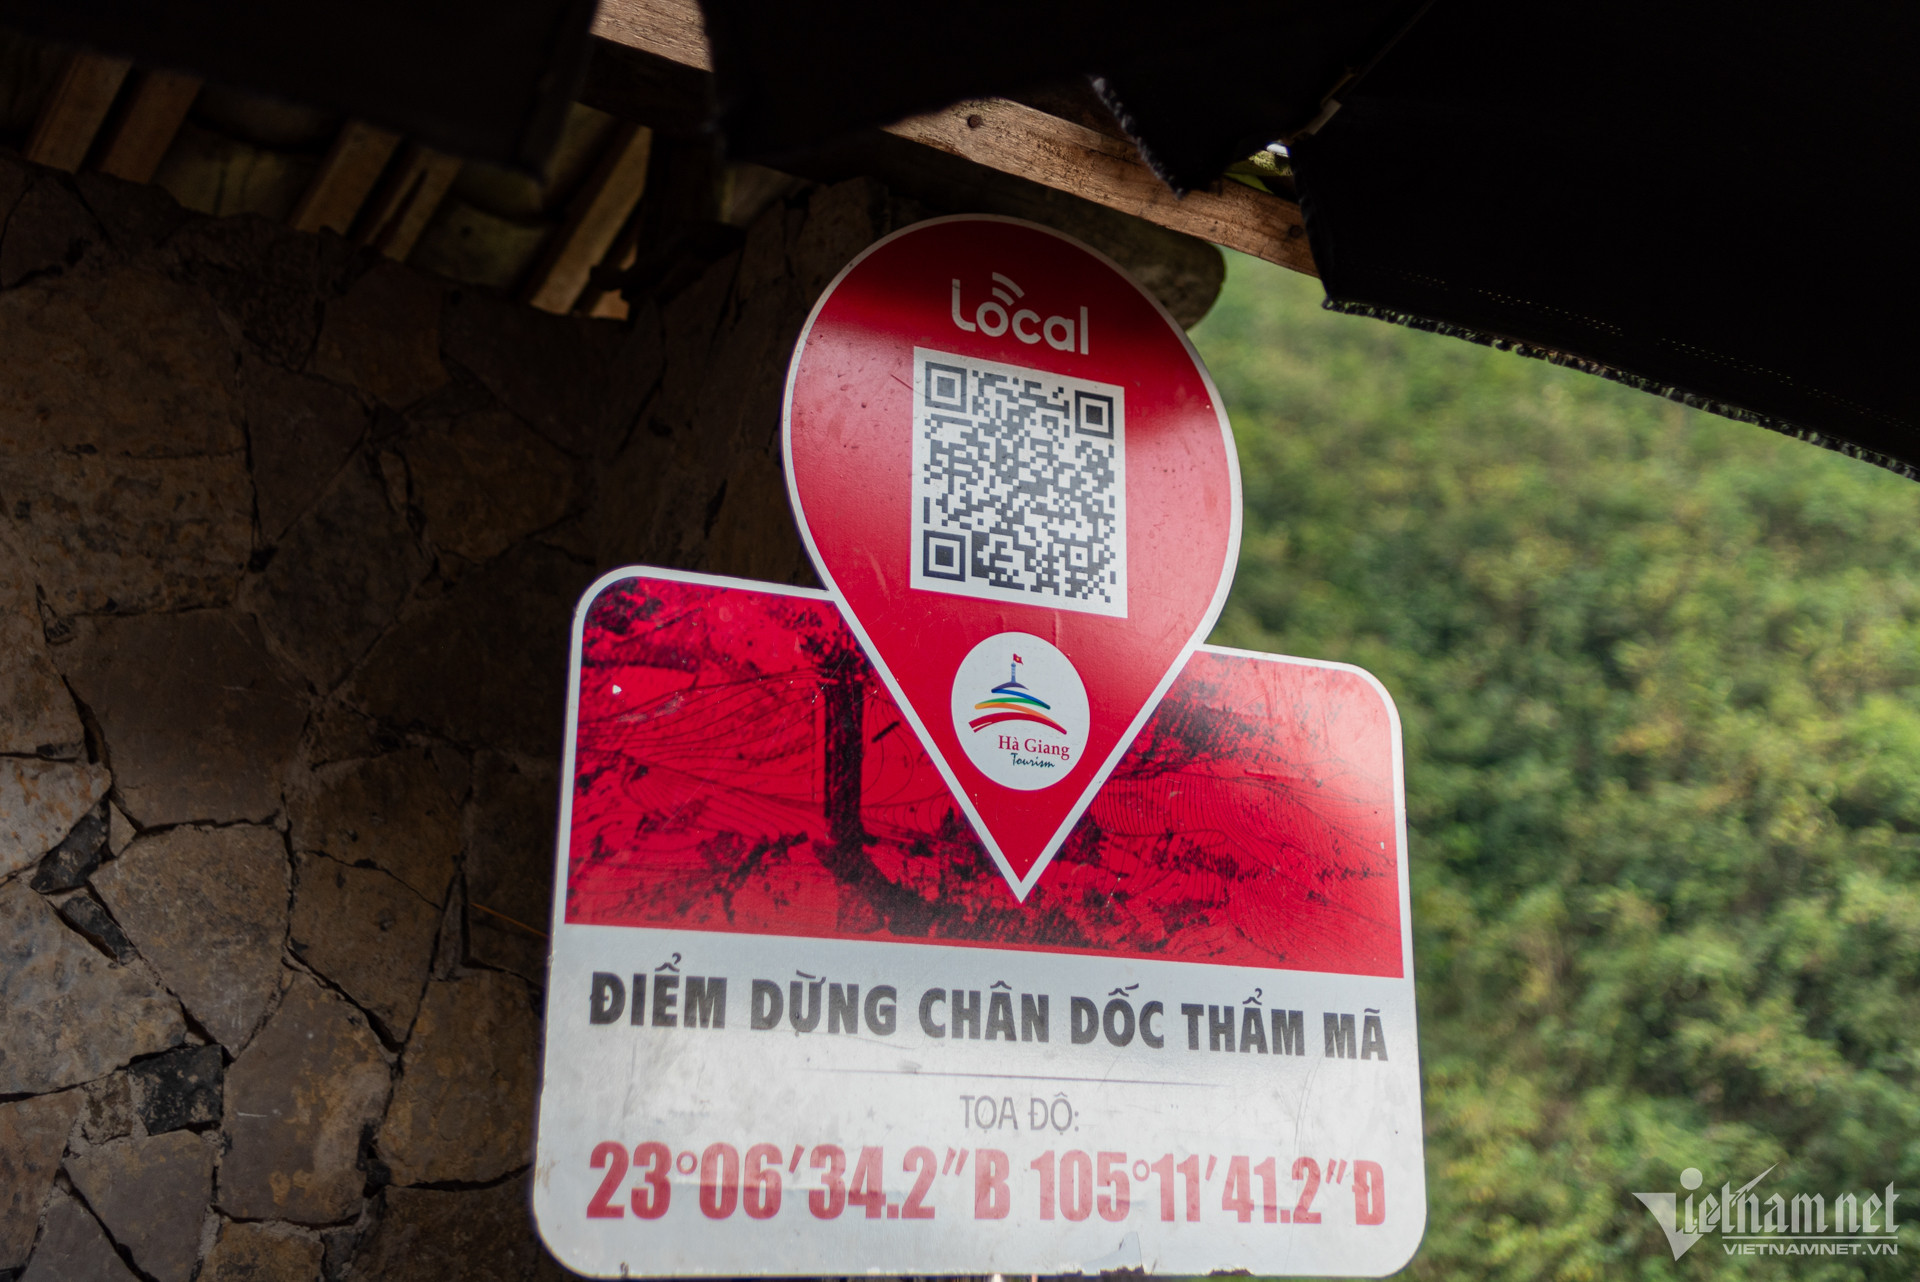 Local
Hà Giang
Tourism
ĐIỂM DỪNG CHÂN DỐC THẨM MÃ
TỌA ĐỘ:
23°06'34.2"B 105°11'41.2"Đ
Vietnamnet
VIETNAMNET.VN